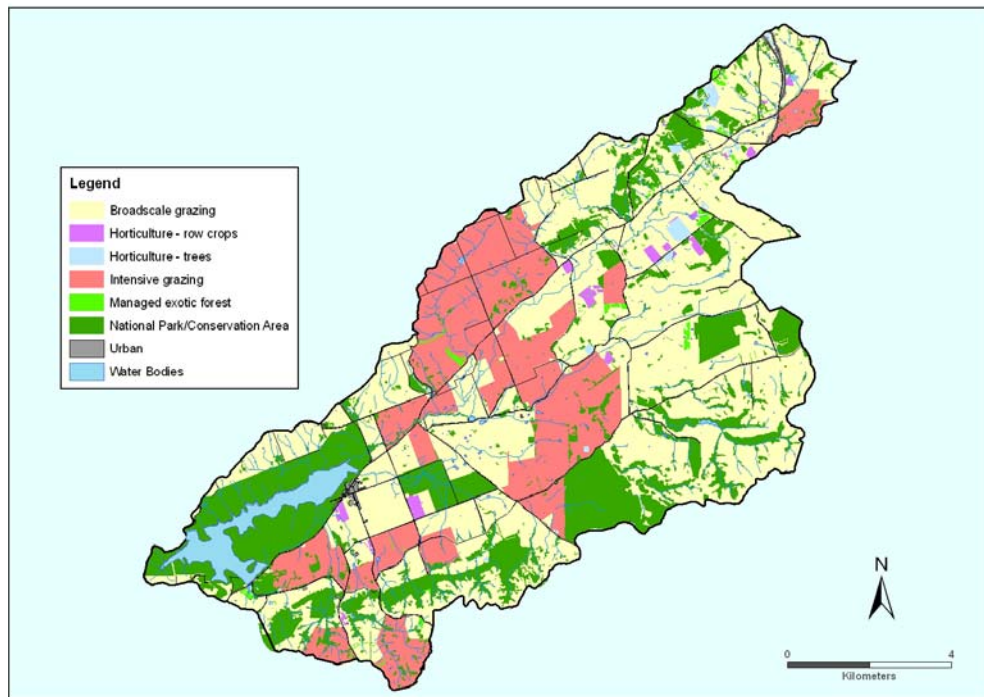 Legend
Broadscale grazing
Horticulture - row crops
Horticulture - trees
Intensive grazing
Managed exotic forest
National Park/Conservation Area
Urban
Water Bodies
N
0 4
Kilometers